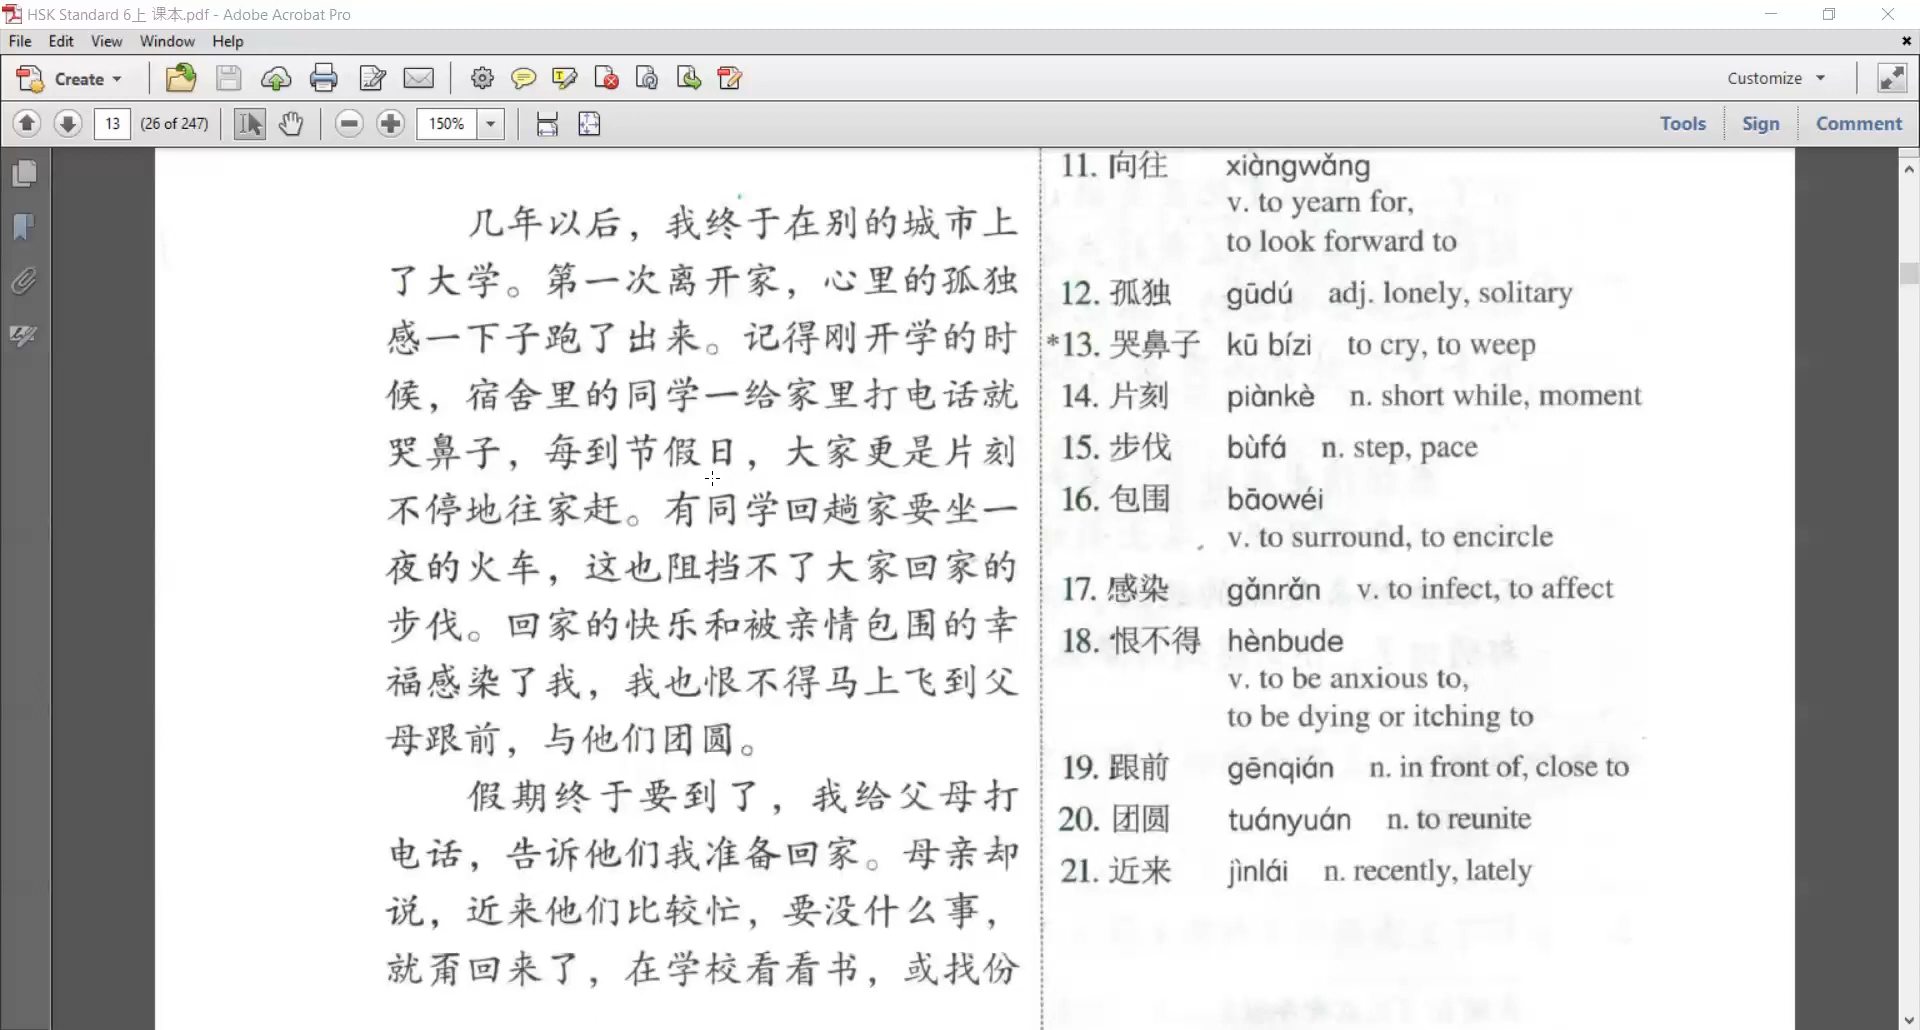 HSK Standard 6上 课本.pdf - Adobe Acrobat Pro
File Edit View Window Help
Create
Customize
13 (26 of 247) 150%
Tools Sign Comment
几年以后，我终于在别的城市上
了大学。第一次离开家，心里的孤独
感一下子跑了出来。记得刚开学的时
候，宿舍里的同学一给家里打电话就
哭鼻子，每到节假日，大家更是片刻
不停地往家赶。有同学回趟家要坐一
夜的火车，这也阻挡不了大家回家的
步伐。回家的快乐和被亲情包围的幸
福感染了我，我也恨不得马上飞到父
母跟前，与他们团圆。
假期终于要到了，我给父母打
电话，告诉他们我准备回家。母亲却
说，近来他们比较忙，要没什么事，
就甭回来了，在学校看看书，或找份
11. 向往 xiàngwǎng
v. to yearn for,
to look forward to
12. 孤独 gūdú adj. lonely, solitary
*13. 哭鼻子 kū bízi to cry, to weep
14. 片刻 piànkè n. short while, moment
15. 步伐 bùfá n. step, pace
16. 包围 bāowéi
v. to surround, to encircle
17. 感染 gǎnrǎn v. to infect, to affect
18. 恨不得 hènbude
v. to be anxious to,
to be dying or itching to
19. 跟前 gēnqián n. in front of, close to
20. 团圆 tuányuán n. to reunite
21. 近来 jìnlái n. recently, lately